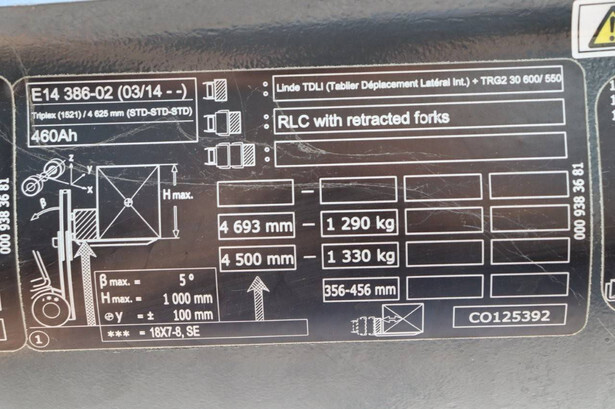 E14 386-02 (03/14 - -)
Triplex (1521) / 4 625 mm (STD-STD-STD)
460Ah
: Linde TDLI (Tablier Déplacement Latéral Int.) + TRG2 30 600/ 550
: RLC with retracted forks
:
z
y
x
β
H max.
4 693 mm – 1 290 kg
4 500 mm – 1 330 kg
356-456 mm
β max. = 5°
H max. = 1 000 mm
y = ± 100 mm
*** = 18X7-8, SE
1
CO125392
000 938 36 81
000 938 36 81